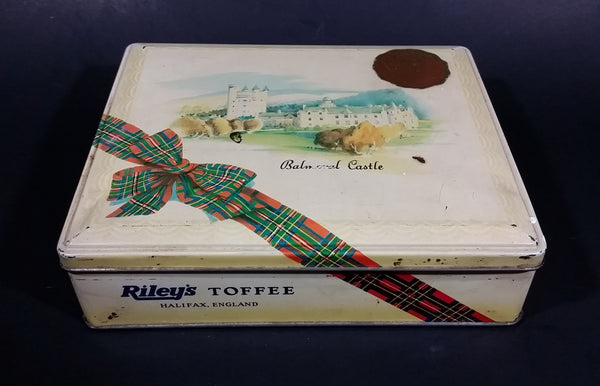 Balmoral Castle
Riley's TOFFEE
HALIFAX, ENGLAND